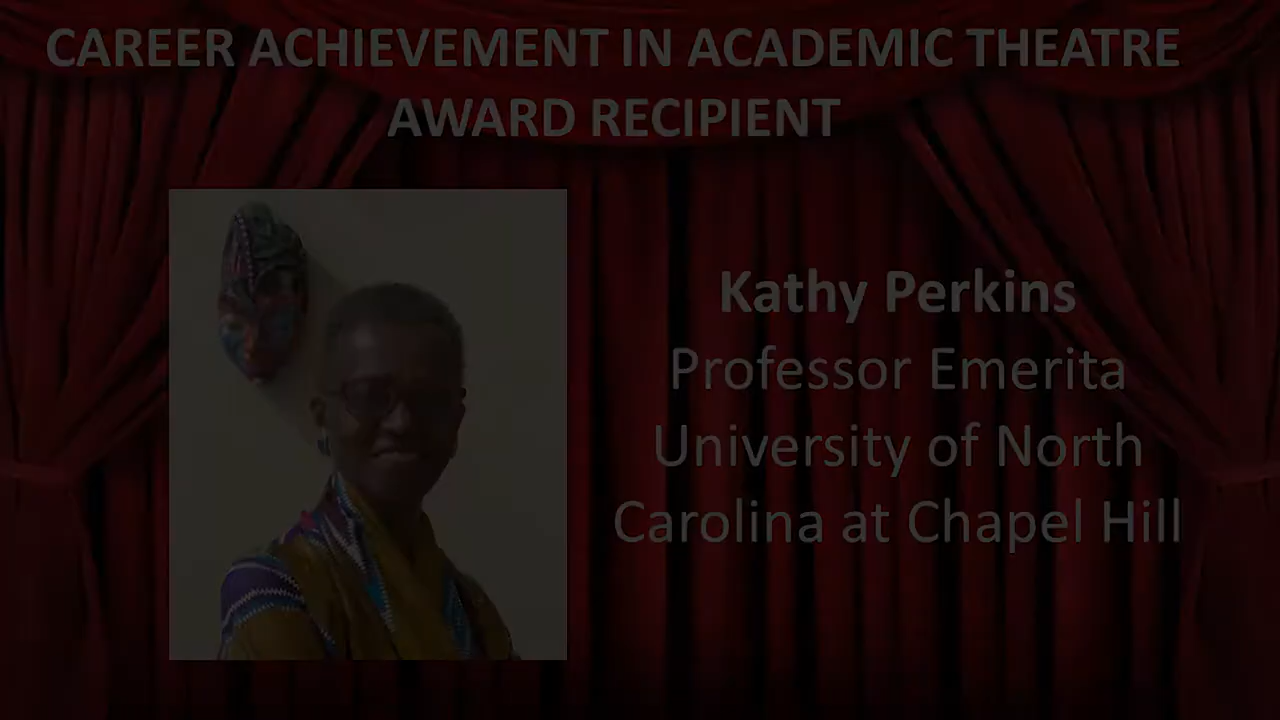 CAREER ACHIEVEMENT IN ACADEMIC THEATRE
AWARD RECIPIENT
Kathy Perkins
Professor Emerita
University of North
Carolina at Chapel Hill